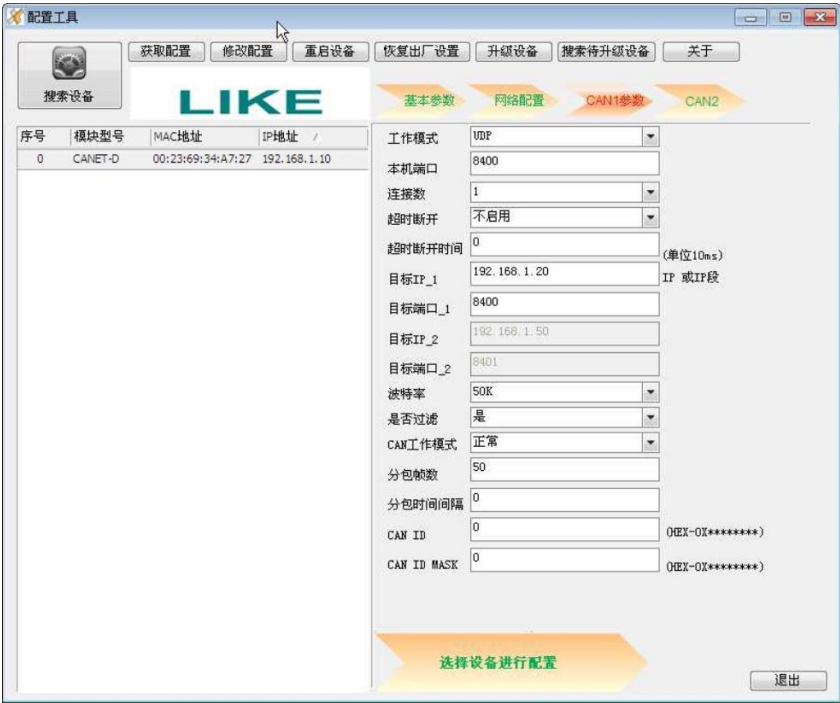 配置工具
获取配置 修改配置 重启设备 恢复出厂设置 升级设备 搜索待升级设备 关于
搜索设备
LIKE
基本参数 网络配置 CAN1参数 CAN2
序号 模块型号 MAC地址 IP地址 /
0 CANET-D 00:23:69:34:A7:27 192.168.1.10
工作模式 UDP
本机端口 8400
连接数 1
超时断开 不启用
超时断开时间 0 (单位10ms)
目标IP_1 192.168.1.20 IP 或IP段
目标端口_1 8400
目标IP_2 192.168.1.50
目标端口_2 8401
波特率 50K
是否过滤 是
CAN工作模式 正常
分包帧数 50
分包时间间隔 0
CAN ID 0 (HEX-0X********)
CAN ID MASK 0 (HEX-0X********)
选择设备进行配置
退出